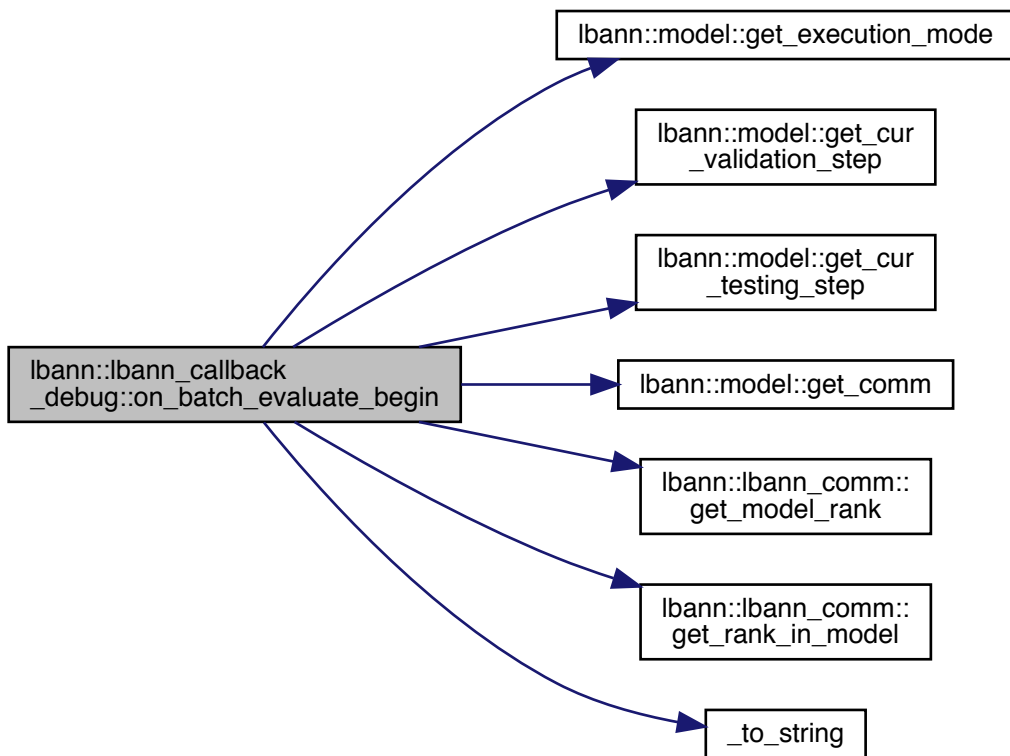 lbann::model::get_execution_mode
lbann::model::get_cur
_validation_step
lbann::model::get_cur
_testing_step
lbann::lbann_callback
_debug::on_batch_evaluate_begin
lbann::model::get_comm
lbann::lbann_comm::
get_model_rank
lbann::lbann_comm::
get_rank_in_model
_to_string